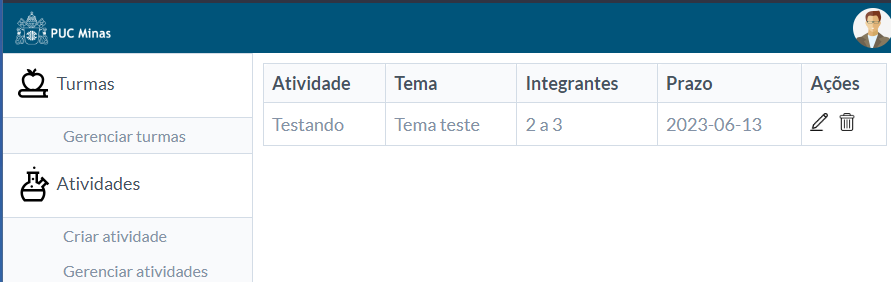 PUC Minas
Turmas
Gerenciar turmas
Atividades
Criar atividade
Gerenciar atividades
Atividade Tema Integrantes Prazo Ações
Testando Tema teste 2 a 3 2023-06-13